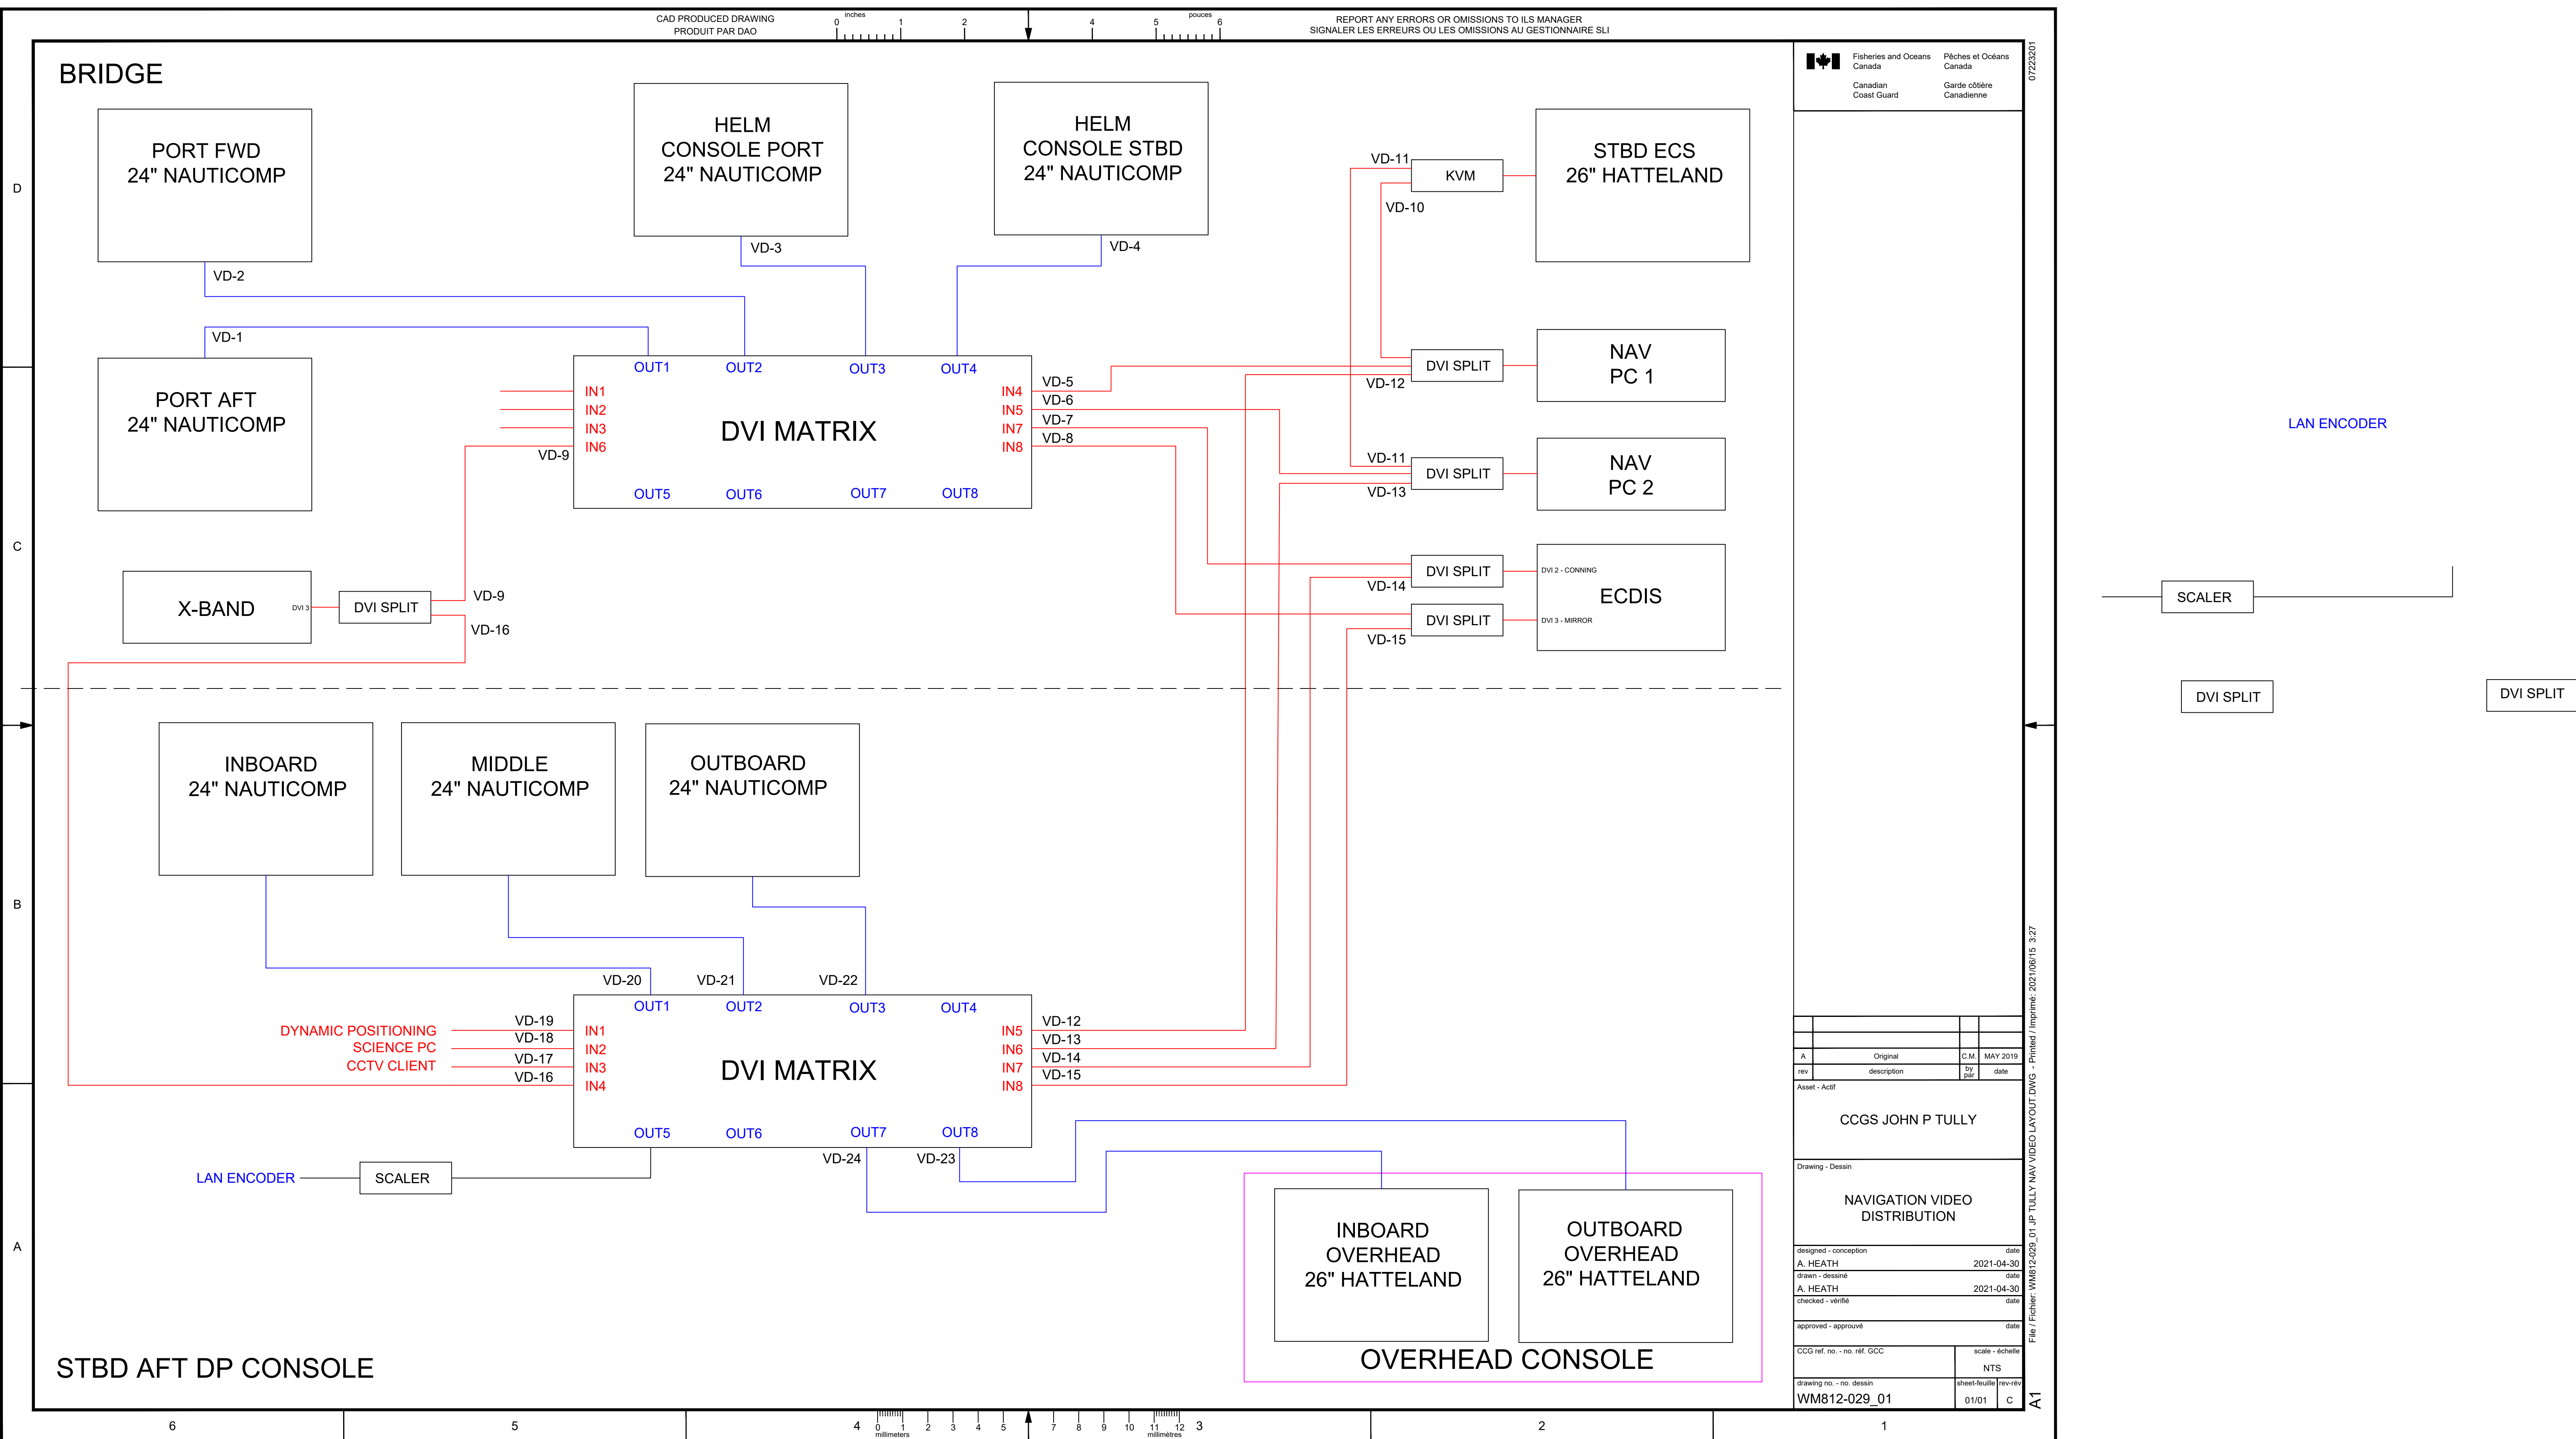 CAD PRODUCED DRAWING
PRODUIT PAR DAO
inches
pouces
0 1 2 4 5 6
REPORT ANY ERRORS OR OMISSIONS TO ILS MANAGER
SIGNALER LES ERREURS OU LES OMISSIONS AU GESTIONNAIRE SLI
BRIDGE
PORT FWD
24" NAUTICOMP
HELM
CONSOLE PORT
24" NAUTICOMP
HELM
CONSOLE STBD
24" NAUTICOMP
VD-11
KVM
VD-10
STBD ECS
26" HATTELAND
D
VD-2
VD-3
VD-4
VD-1
PORT AFT
24" NAUTICOMP
OUT1
OUT2
OUT3
OUT4
IN1
IN2
IN3
IN6
VD-9
DVI MATRIX
IN4
IN5
IN7
IN8
VD-5
VD-6
VD-7
VD-8
OUT5
OUT6
OUT7
OUT8
DVI SPLIT
VD-12
NAV
PC 1
VD-11
DVI SPLIT
VD-13
NAV
PC 2
LAN ENCODER
C
X-BAND
DVI 3
DVI SPLIT
VD-9
VD-16
DVI SPLIT
VD-14
DVI SPLIT
VD-15
DVI 2 - CONNING
ECDIS
DVI 3 - MIRROR
SCALER
DVI SPLIT
DVI SPLIT
INBOARD
24" NAUTICOMP
MIDDLE
24" NAUTICOMP
OUTBOARD
24" NAUTICOMP
B
VD-20
VD-21
VD-22
OUT1
OUT2
OUT3
OUT4
DYNAMIC POSITIONING
SCIENCE PC
CCTV CLIENT
VD-19
VD-18
VD-17
VD-16
IN1
IN2
IN3
IN4
DVI MATRIX
IN5
IN6
IN7
IN8
VD-12
VD-13
VD-14
VD-15
OUT5
OUT6
OUT7
OUT8
VD-24
VD-23
LAN ENCODER
SCALER
A
INBOARD
OVERHEAD
26" HATTELAND
OUTBOARD
OVERHEAD
26" HATTELAND
OVERHEAD CONSOLE
STBD AFT DP CONSOLE
6 5 4 3 2 1
0 1 2 3 4 5 7 8 9 10 11 12
millimeters
millimètres
Fisheries and Oceans
Canada
Pêches et Océans
Canada
Canadian
Coast Guard
Garde côtière
Canadienne
07223201
A Original C.M. MAY 2019
rev description by par date
Asset - Actif
CCGS JOHN P TULLY
Drawing - Dessin
NAVIGATION VIDEO
DISTRIBUTION
designed - conception date
A. HEATH 2021-04-30
drawn - dessiné date
A. HEATH 2021-04-30
checked - vérifié date
approved - approuvé date
CCG ref. no. - no. réf. GCC
scale - échelle
NTS
drawing no. - no. dessin
sheet-feuille
rev-rév
WM812-029_01
01/01
C
File / Fichier: WM812-029_01 JP TULLY NAV VIDEO LAYOUT.DWG - Printed / Imprimé: 2021/06/15 3:27
A1